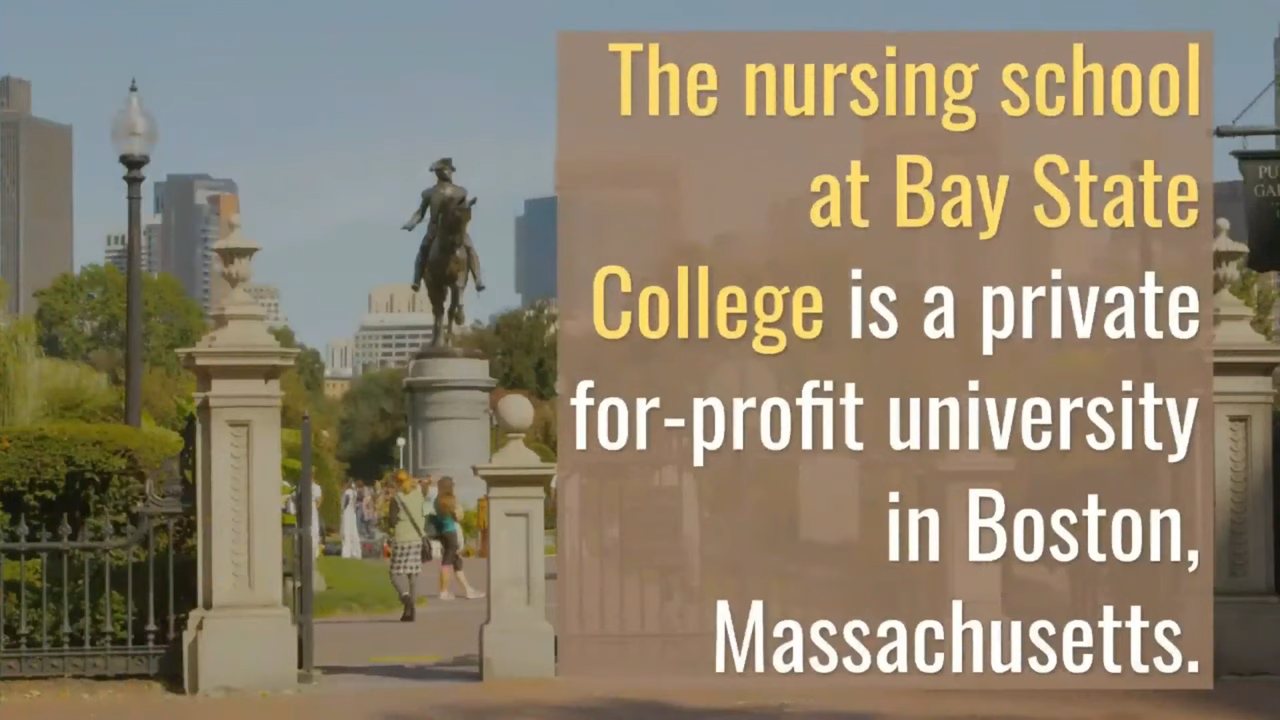 The nursing school
at Bay State
College is a private
for-profit university
in Boston,
Massachusetts.